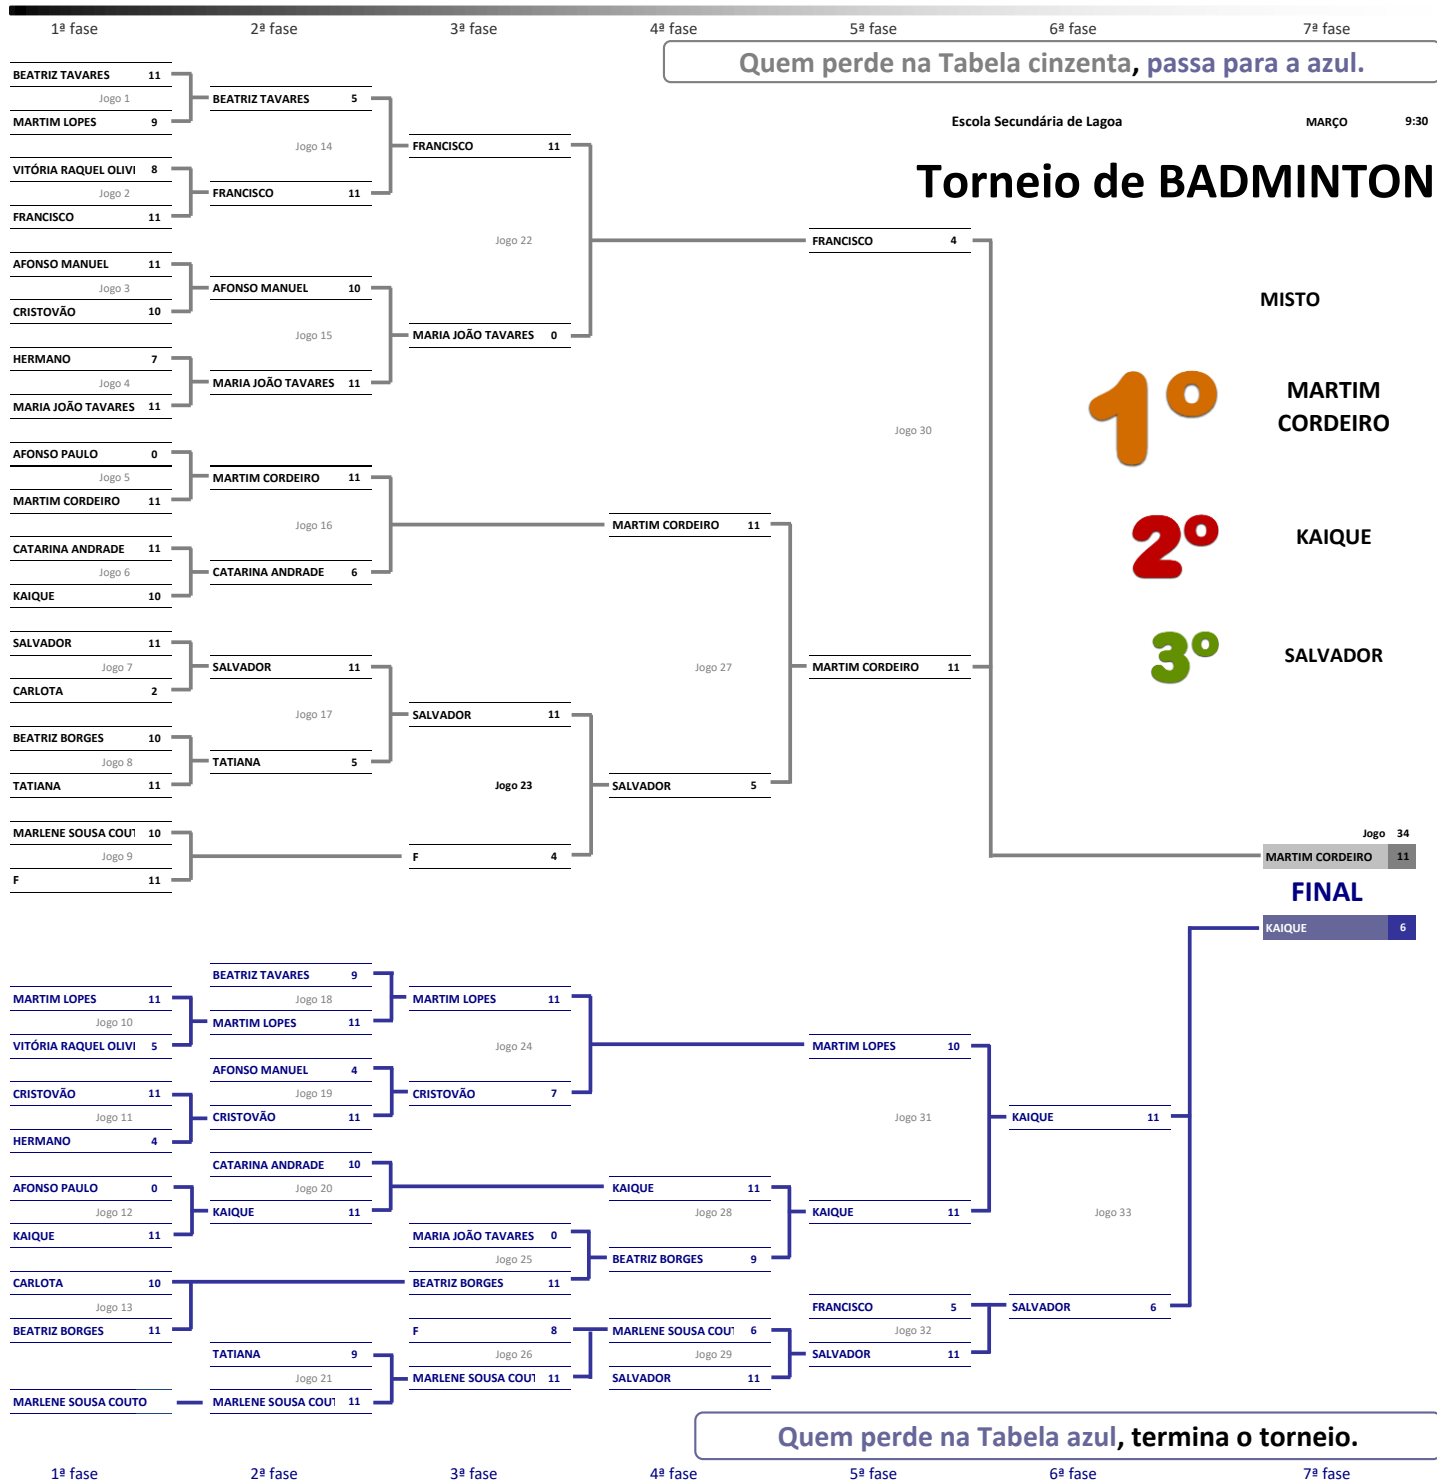 1ª fase 2ª fase 3ª fase 4ª fase 5ª fase 6ª fase 7ª fase
Quem perde na Tabela cinzenta, passa para a azul.
Escola Secundária de Lagoa MARÇO 9:30
Torneio de BADMINTON
MISTO
1º MARTIM CORDEIRO
2º KAIQUE
3º SALVADOR
BEATRIZ TAVARES 11
Jogo 1
MARTIM LOPES 9
VITÓRIA RAQUEL OLIVI 8
Jogo 2
FRANCISCO 11
AFONSO MANUEL 11
Jogo 3
CRISTOVÃO 10
HERMANO 7
Jogo 4
MARIA JOÃO TAVARES 11
AFONSO PAULO 0
Jogo 5
MARTIM CORDEIRO 11
CATARINA ANDRADE 11
Jogo 6
KAIQUE 10
SALVADOR 11
Jogo 7
CARLOTA 2
BEATRIZ BORGES 10
Jogo 8
TATIANA 11
MARLENE SOUSA COUT 10
Jogo 9
F 11
BEATRIZ TAVARES 5
Jogo 14
FRANCISCO 11
AFONSO MANUEL 10
Jogo 15
MARIA JOÃO TAVARES 11
MARTIM CORDEIRO 11
Jogo 16
CATARINA ANDRADE 6
SALVADOR 11
Jogo 17
TATIANA 5
FRANCISCO 11
Jogo 22
MARIA JOÃO TAVARES 0
SALVADOR 11
Jogo 23
F 4
MARTIM CORDEIRO 11
Jogo 27
SALVADOR 5
FRANCISCO 4
Jogo 30
MARTIM CORDEIRO 11
Jogo 34
MARTIM CORDEIRO 11
FINAL
KAIQUE 6
MARTIM LOPES 11
Jogo 10
VITÓRIA RAQUEL OLIVI 5
CRISTOVÃO 11
Jogo 11
HERMANO 4
AFONSO PAULO 0
Jogo 12
KAIQUE 11
CARLOTA 10
Jogo 13
BEATRIZ BORGES 11
MARLENE SOUSA COUTO
BEATRIZ TAVARES 9
Jogo 18
MARTIM LOPES 11
AFONSO MANUEL 4
Jogo 19
CRISTOVÃO 11
CATARINA ANDRADE 10
Jogo 20
KAIQUE 11
TATIANA 9
Jogo 21
MARLENE SOUSA COUT 11
MARTIM LOPES 11
Jogo 24
CRISTOVÃO 7
MARIA JOÃO TAVARES 0
Jogo 25
BEATRIZ BORGES 11
F 8
Jogo 26
MARLENE SOUSA COUT 11
KAIQUE 11
Jogo 28
BEATRIZ BORGES 9
MARLENE SOUSA COUT 6
Jogo 29
SALVADOR 11
MARTIM LOPES 10
Jogo 31
KAIQUE 11
FRANCISCO 5
Jogo 32
SALVADOR 11
KAIQUE 11
Jogo 33
SALVADOR 6
Quem perde na Tabela azul, termina o torneio.
1ª fase 2ª fase 3ª fase 4ª fase 5ª fase 6ª fase 7ª fase